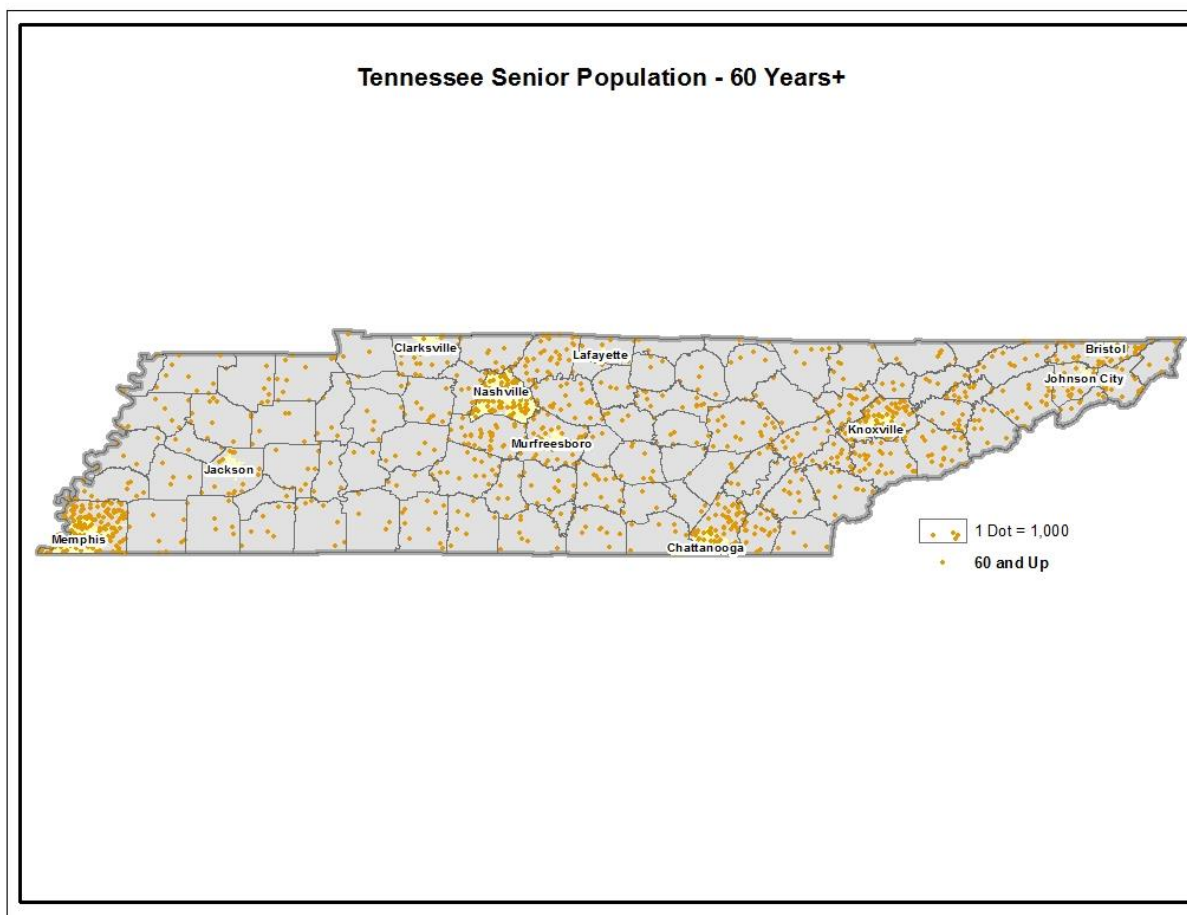 Tennessee Senior Population - 60 Years+
Clarksville
Lafayette
Bristol
Johnson City
Nashville
Knoxville
Murfreesboro
Jackson
Memphis
Chattanooga
1 Dot = 1,000
60 and Up